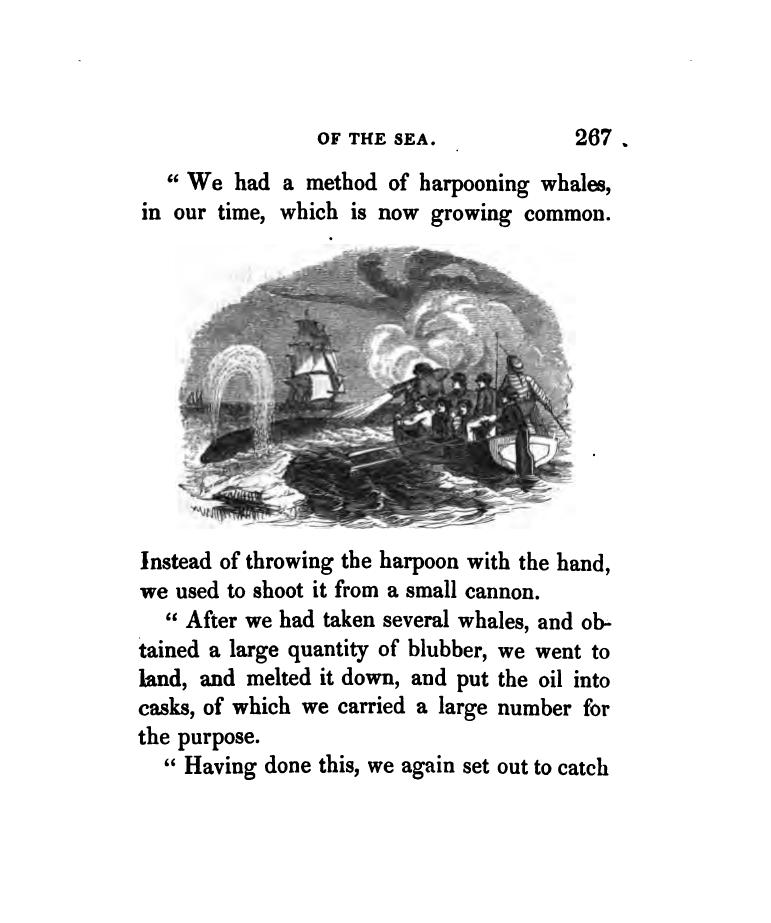 OF THE SEA. 267
“ We had a method of harpooning whales,
in our time, which is now growing common.
Instead of throwing the harpoon with the hand,
we used to shoot it from a small cannon.
“ After we had taken several whales, and ob-
tained a large quantity of blubber, we went to
land, and melted it down, and put the oil into
casks, of which we carried a large number for
the purpose.
“ Having done this, we again set out to catch